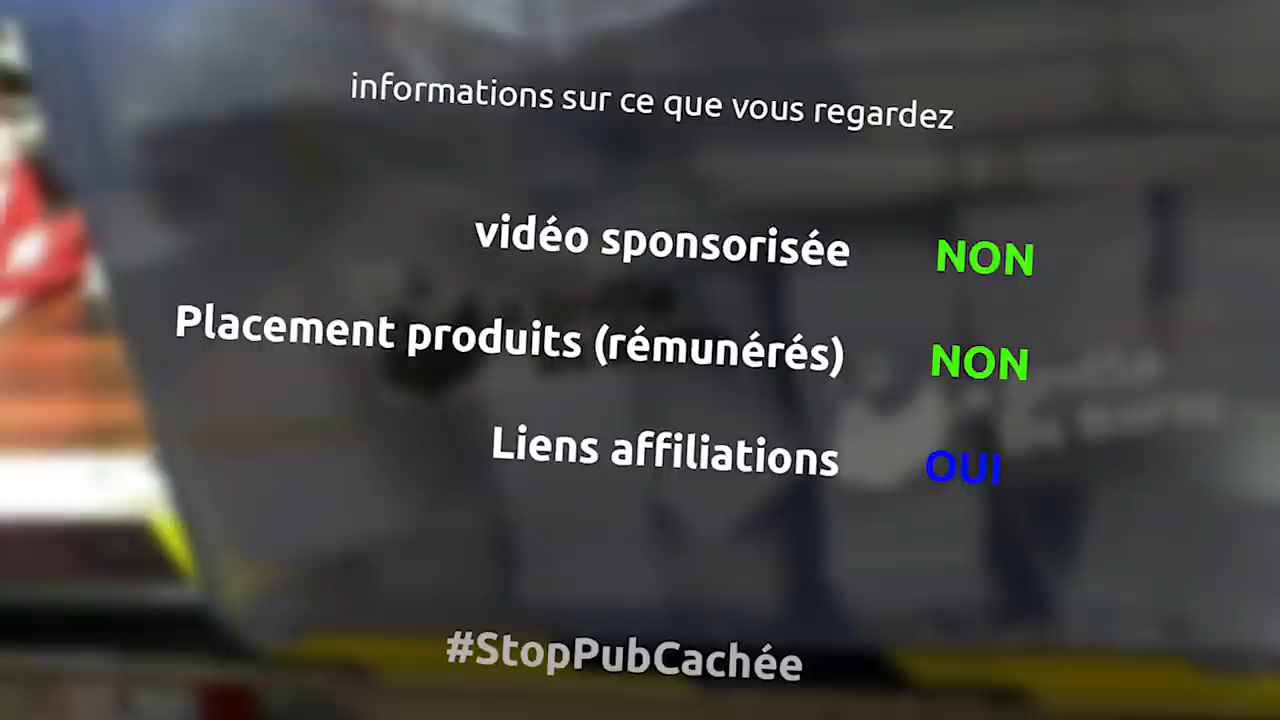 informations sur ce que vous regardez
vidéo sponsorisée NON
Placement produits (rémunérés) NON
Liens affiliations OUI
#StopPubCachée